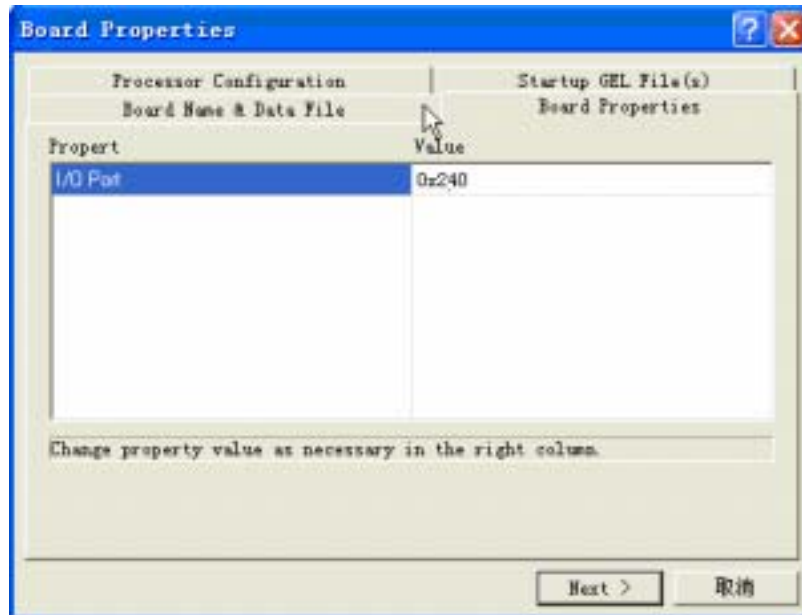 Board Properties
Processor Configuration
Startup GEL File(s)
Board Name & Data File
Board Properties
Propert
Value
I/O Port
0x240
Change property value as necessary in the right column.
Next >
取消